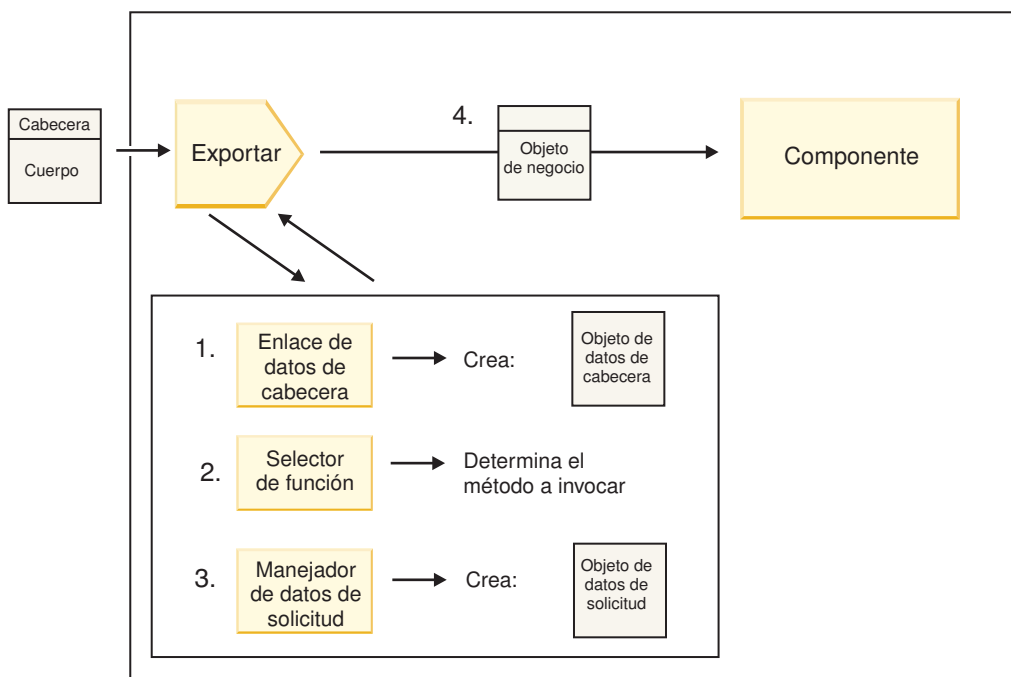 Cabecera
Cuerpo
Exportar
4.
Objeto
de negocio
Componente
1.
Enlace de
datos de
cabecera
Crea:
Objeto de
datos de
cabecera
2.
Selector
de función
Determina el
método a invocar
3.
Manejador
de datos de
solicitud
Crea:
Objeto de
datos de
solicitud